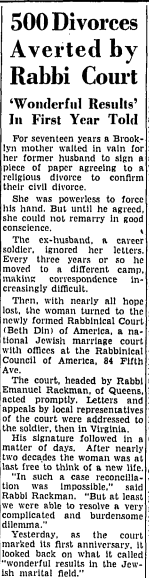 500 Divorces
Averted by
Rabbi Court
'Wonderful Results'
In First Year Told
For seventeen years a Brook-
lyn mother waited in vain for
her former husband to sign a
piece of paper agreeing to a
religious divorce to confirm
their civil divorce.
She was powerless to force
his hand. But until he agreed,
she could not remarry in good
conscience.
The ex-husband, a career
soldier, ignored her letters.
Every three years or so he
moved to a different camp,
making correspondence in-
creasingly difficult.
Then, with nearly all hope
lost, the woman turned to the
newly formed Rabbinical Court
(Beth Din) of America, a na-
tional Jewish marriage court
with offices at the Rabbinical
Council of America, 84 Fifth
Ave.
The court, headed by Rabbi
Emanuel Rackman, of Queens,
acted promptly. Letters and
appeals by local representatives
of the court were addressed to
the soldier, then in Virginia.
His signature followed in a
matter of days. After nearly
two decades the woman was at
last free to think of a new life.
"In such a case reconcilia-
tion was impossible," said
Rabbi Rackman. "But at least
we were able to resolve a very
complicated and burdensome
dilemma."
Yesterday, as the court
marked its first anniversary, it
looked back on what it called
"wonderful results in the Jew-
ish marital field."